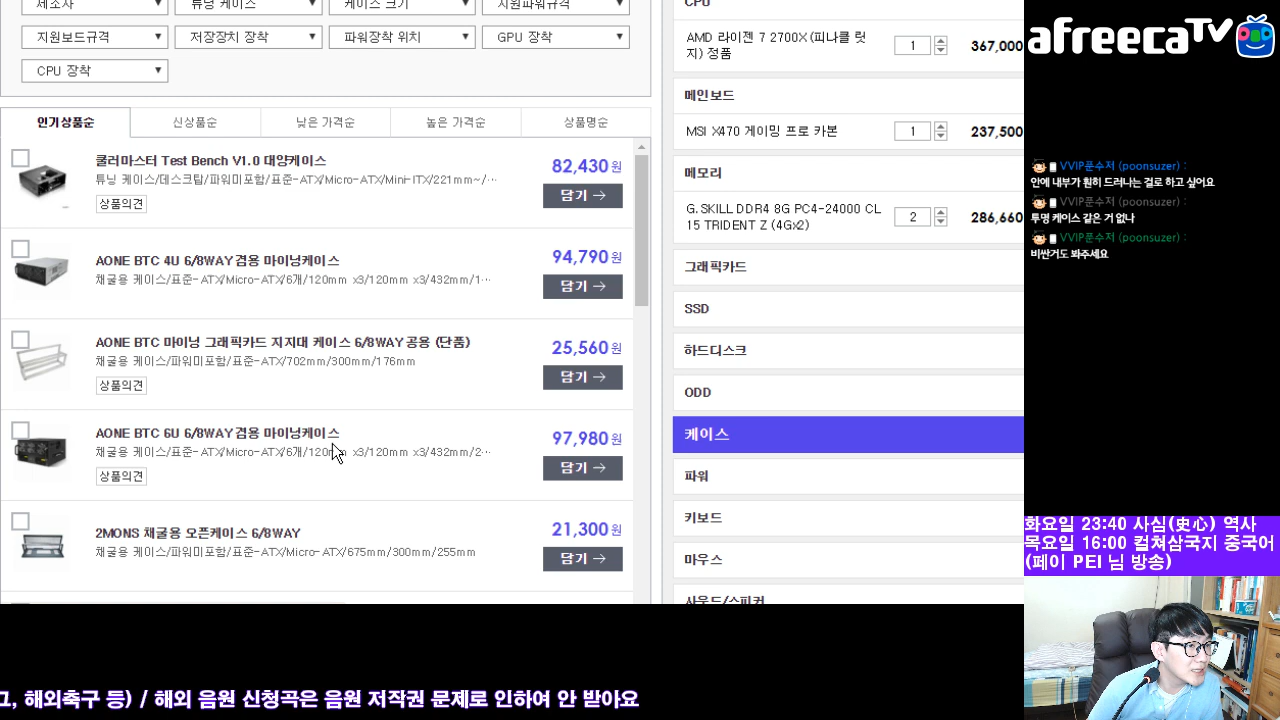 제조사
튜닝 케이스
케이스 크기
지원파워규격
지원보드규격
저장장치 장착
파워장착 위치
GPU 장착
CPU 장착
인기상품순
신상품순
낮은 가격순
높은 가격순
상품명순
쿨러마스터 Test Bench V1.0 대양케이스
튜닝 케이스/데스크탑/파워미포함/표준-ATX/Micro-ATX/Mini-ITX/221mm~/…
상품의견
82,430 원
담기 →
AONE BTC 4U 6/8WAY겸용 마이닝케이스
채굴용 케이스/표준-ATX/Micro-ATX/6개/120mm x3/120mm x3/432mm/1…
94,790 원
담기 →
AONE BTC 마이닝 그래픽카드 지지대 케이스 6/8WAY공용 (단품)
채굴용 케이스/파워미포함/표준-ATX/702mm/300mm/176mm
상품의견
25,560 원
담기 →
AONE BTC 6U 6/8WAY겸용 마이닝케이스
채굴용 케이스/표준-ATX/Micro-ATX/6개/120mm x3/120mm x3/432mm/2…
상품의견
97,980 원
담기 →
2MONS 채굴용 오픈케이스 6/8WAY
채굴용 케이스/파워미포함/표준-ATX/Micro-ATX/675mm/300mm/255mm
21,300 원
담기 →
CPU
AMD 라이젠 7 2700X (피나클 릿
지) 정품
1
367,000
메인보드
MSI X470 게이밍 프로 카본
1
237,500
메모리
G.SKILL DDR4 8G PC4-24000 CL
15 TRIDENT Z (4Gx2)
2
286,660
그래픽카드
SSD
하드디스크
ODD
케이스
파워
키보드
마우스
사운드/스피커
afreecaTV
VVIP푼수저 (poonsuzer) :
안에 내부가 훤히 드러나는 걸로 하고 싶어요
VVIP푼수저 (poonsuzer) :
투명 케이스 같은 거 없나
VVIP푼수저 (poonsuzer) :
비싼거도 봐주세요
화요일 23:40 사심(史心) 역사
목요일 16:00 컬쳐삼국지 중국어
(페이 PEI 님 방송)
그, 해외축구 등) / 해외 음원 신청곡은 음원 저작권 문제로 인하여 안 받아요